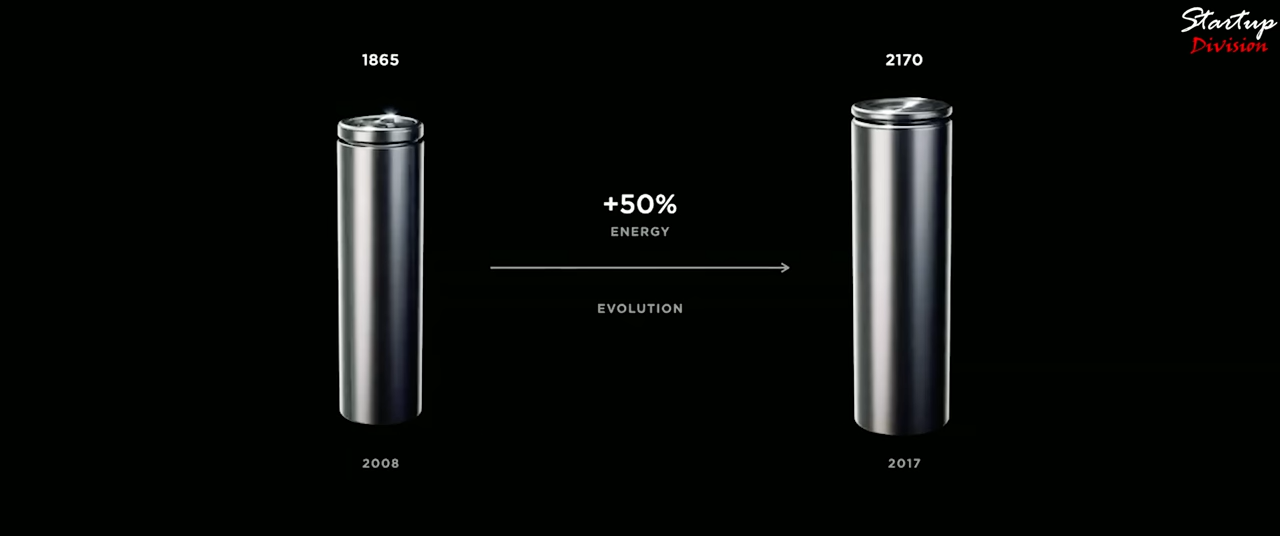 Startup
Division
1865
2170
+50%
ENERGY
EVOLUTION
2008
2017